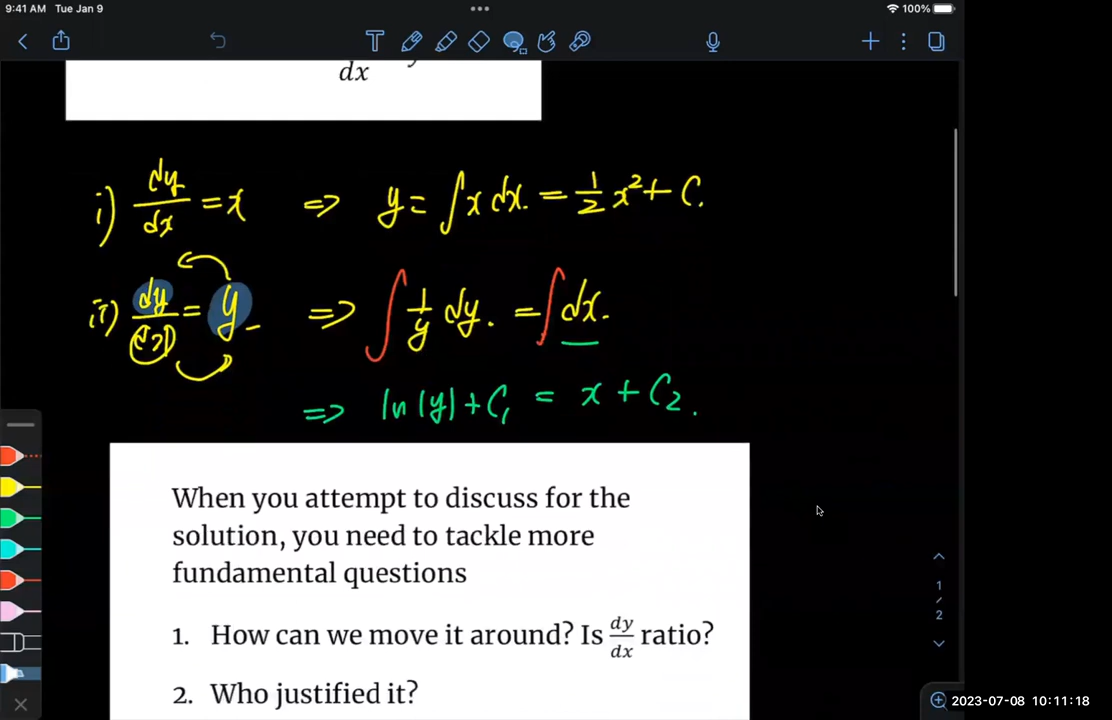 9:41 AM Tue Jan 9
100%
dx
i) dy/dx = x ⇒ y = ∫ x dx. = 1/2 x² + C.
ii) dy/dx = y ⇒ ∫ 1/y dy. = ∫ dx.
⇒ ln|y| + C₁ = x + C₂.
When you attempt to discuss for the
solution, you need to tackle more
fundamental questions
1. How can we move it around? Is dy/dx ratio?
2. Who justified it?
1
/
2
2023-07-08 10:11:18